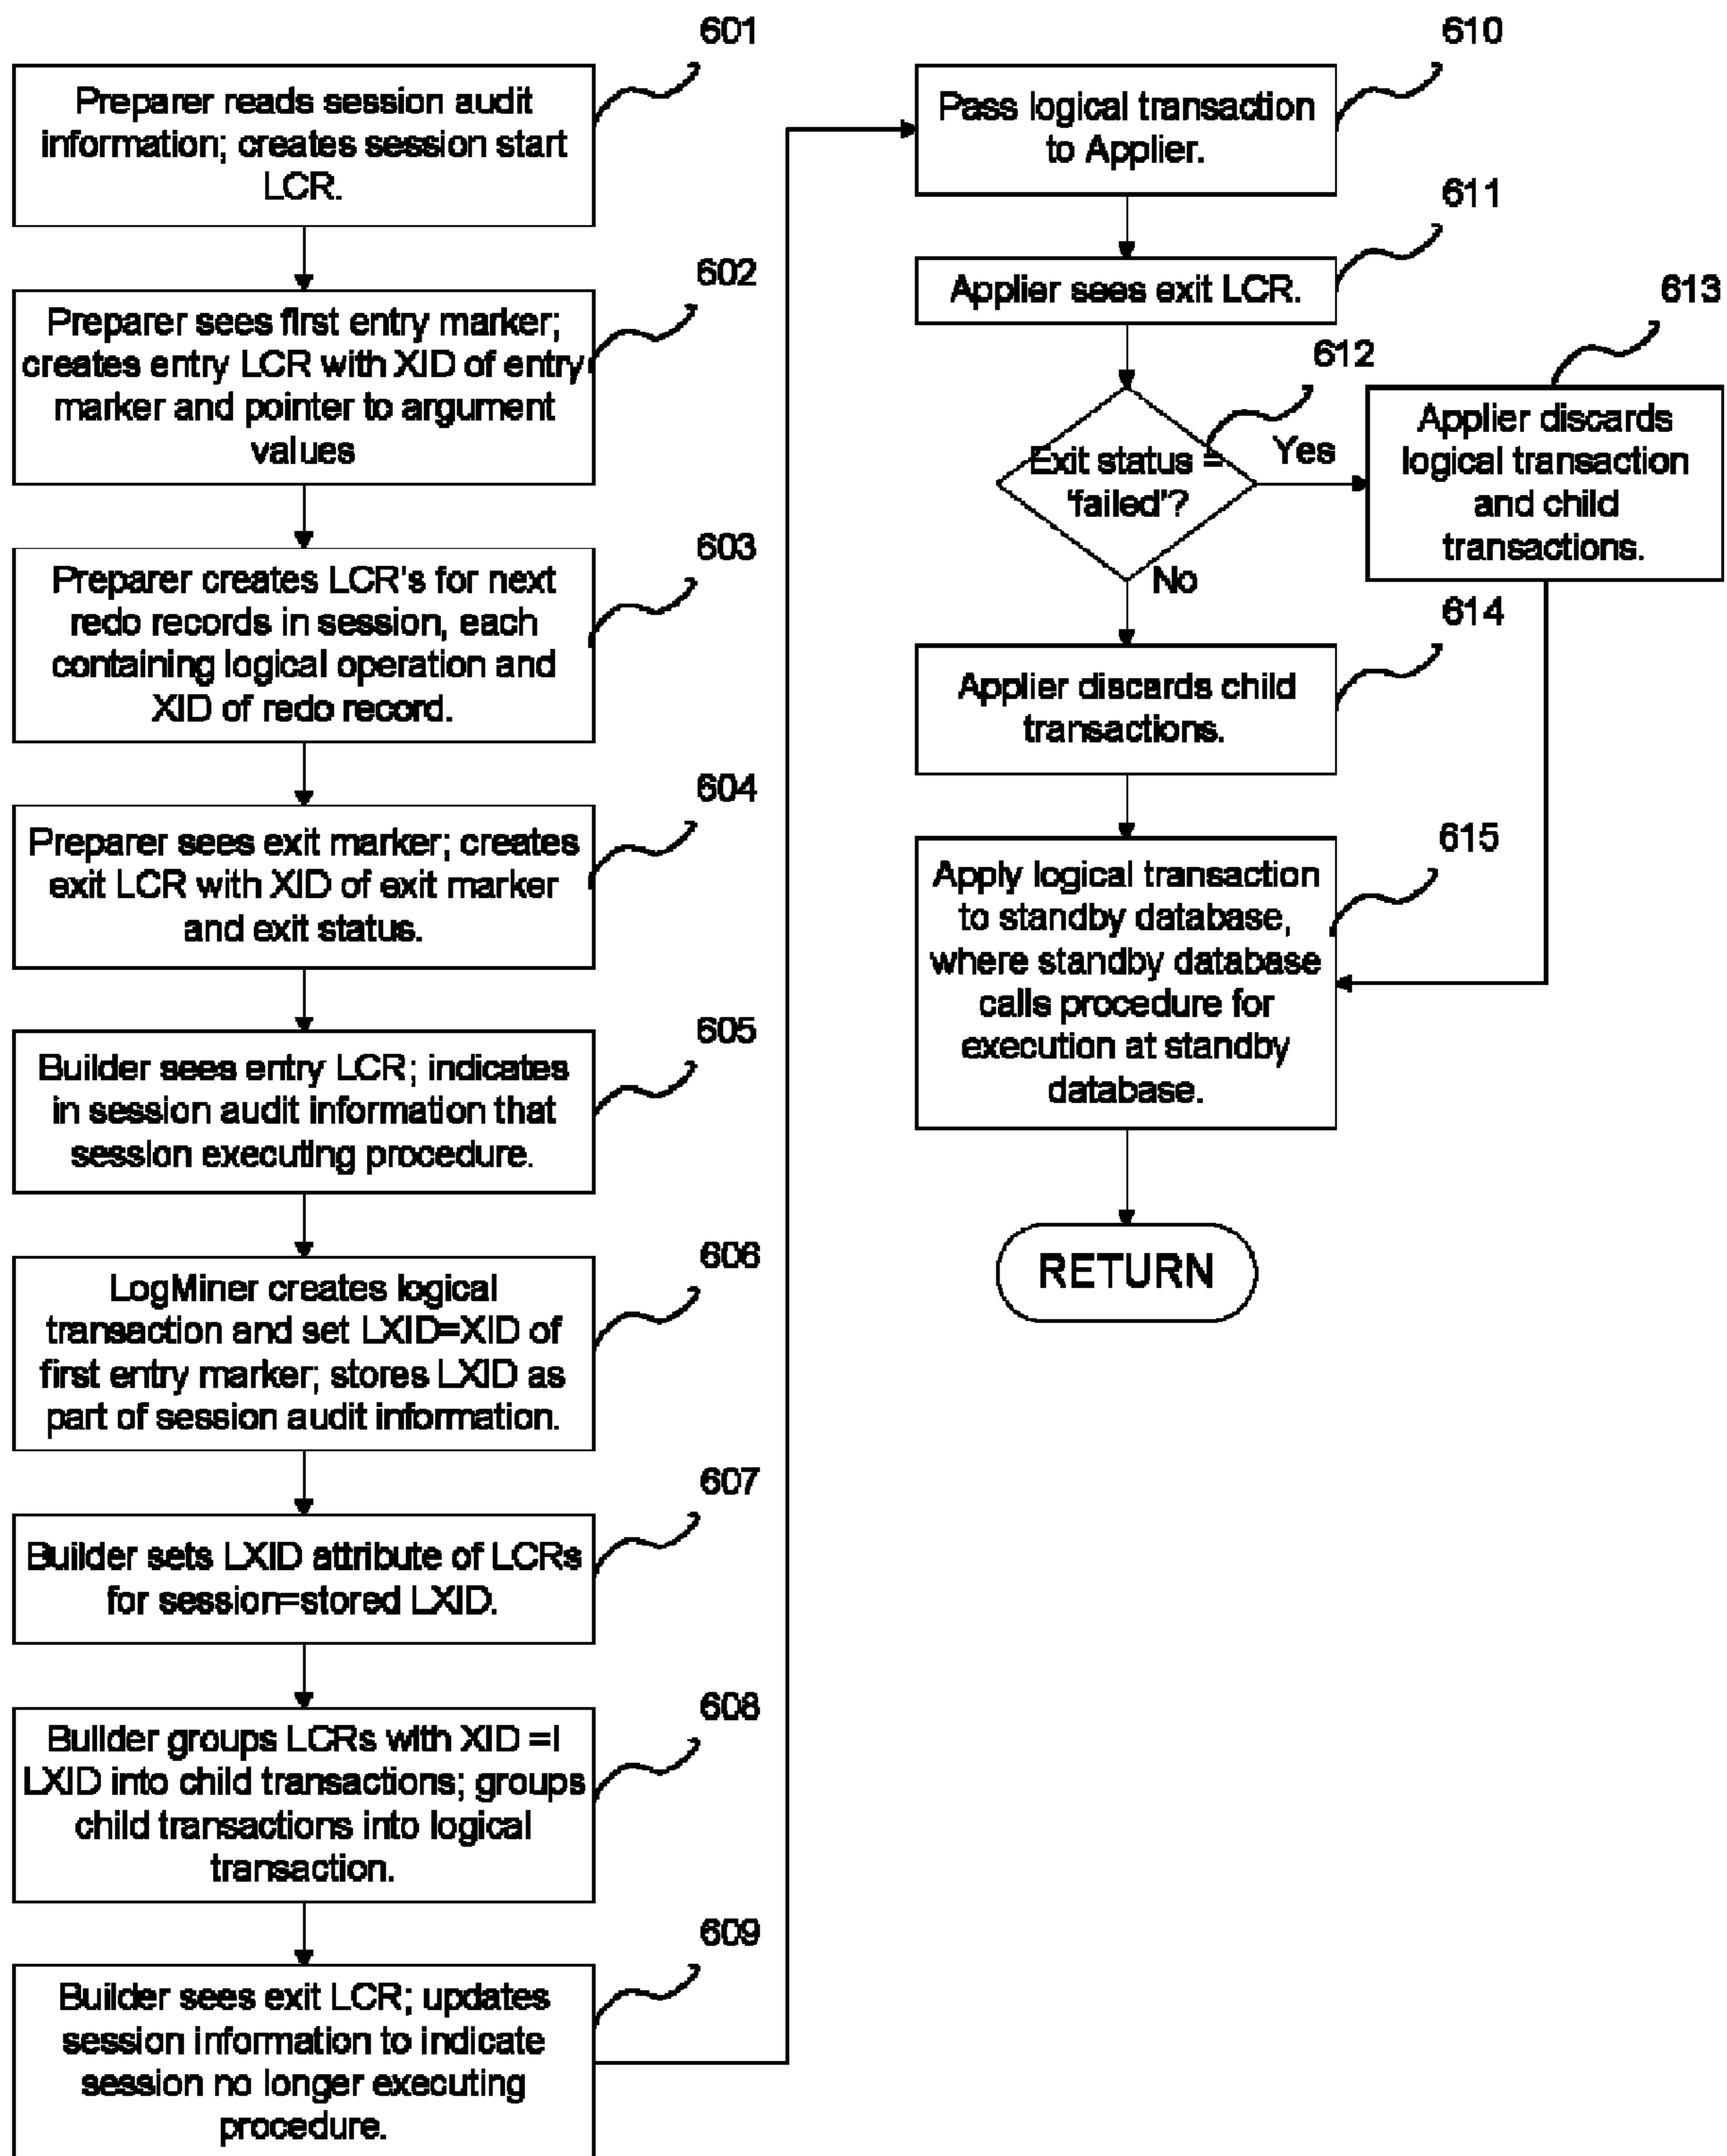 601
Preparer reads session audit
information; creates session start
LCR.
602
Preparer sees first entry marker;
creates entry LCR with XID of entry
marker and pointer to argument
values
603
Preparer creates LCR's for next
redo records in session, each
containing logical operation and
XID of redo record.
604
Preparer sees exit marker; creates
exit LCR with XID of exit marker
and exit status.
605
Builder sees entry LCR; indicates
in session audit information that
session executing procedure.
606
LogMiner creates logical
transaction and set LXID=XID of
first entry marker; stores LXID as
part of session audit information.
607
Builder sets LXID attribute of LCRs
for session=stored LXID.
608
Builder groups LCRs with XID =!
LXID into child transactions; groups
child transactions into logical
transaction.
609
Builder sees exit LCR; updates
session information to indicate
session no longer executing
procedure.
610
Pass logical transaction
to Applier.
611
Applier sees exit LCR.
612
Exit status =
'failed'?
Yes
No
613
Applier discards
logical transaction
and child
transactions.
614
Applier discards child
transactions.
615
Apply logical transaction
to standby database,
where standby database
calls procedure for
execution at standby
database.
RETURN